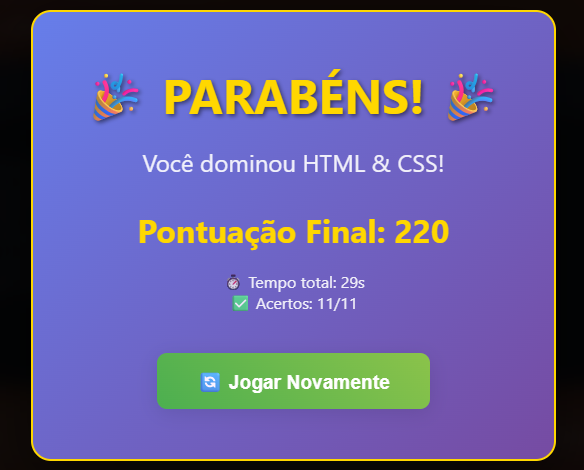 🎉 PARABÉNS! 🎉
Você dominou HTML & CSS!
Pontuação Final: 220
⏱️ Tempo total: 29s
✅ Acertos: 11/11
🔄 Jogar Novamente